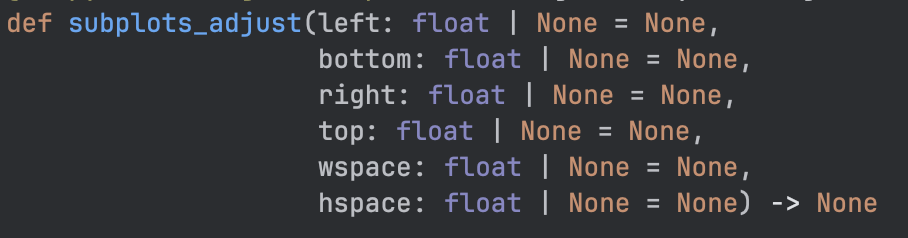 def subplots_adjust(left: float | None = None,
bottom: float | None = None,
right: float | None = None,
top: float | None = None,
wspace: float | None = None,
hspace: float | None = None) -> None